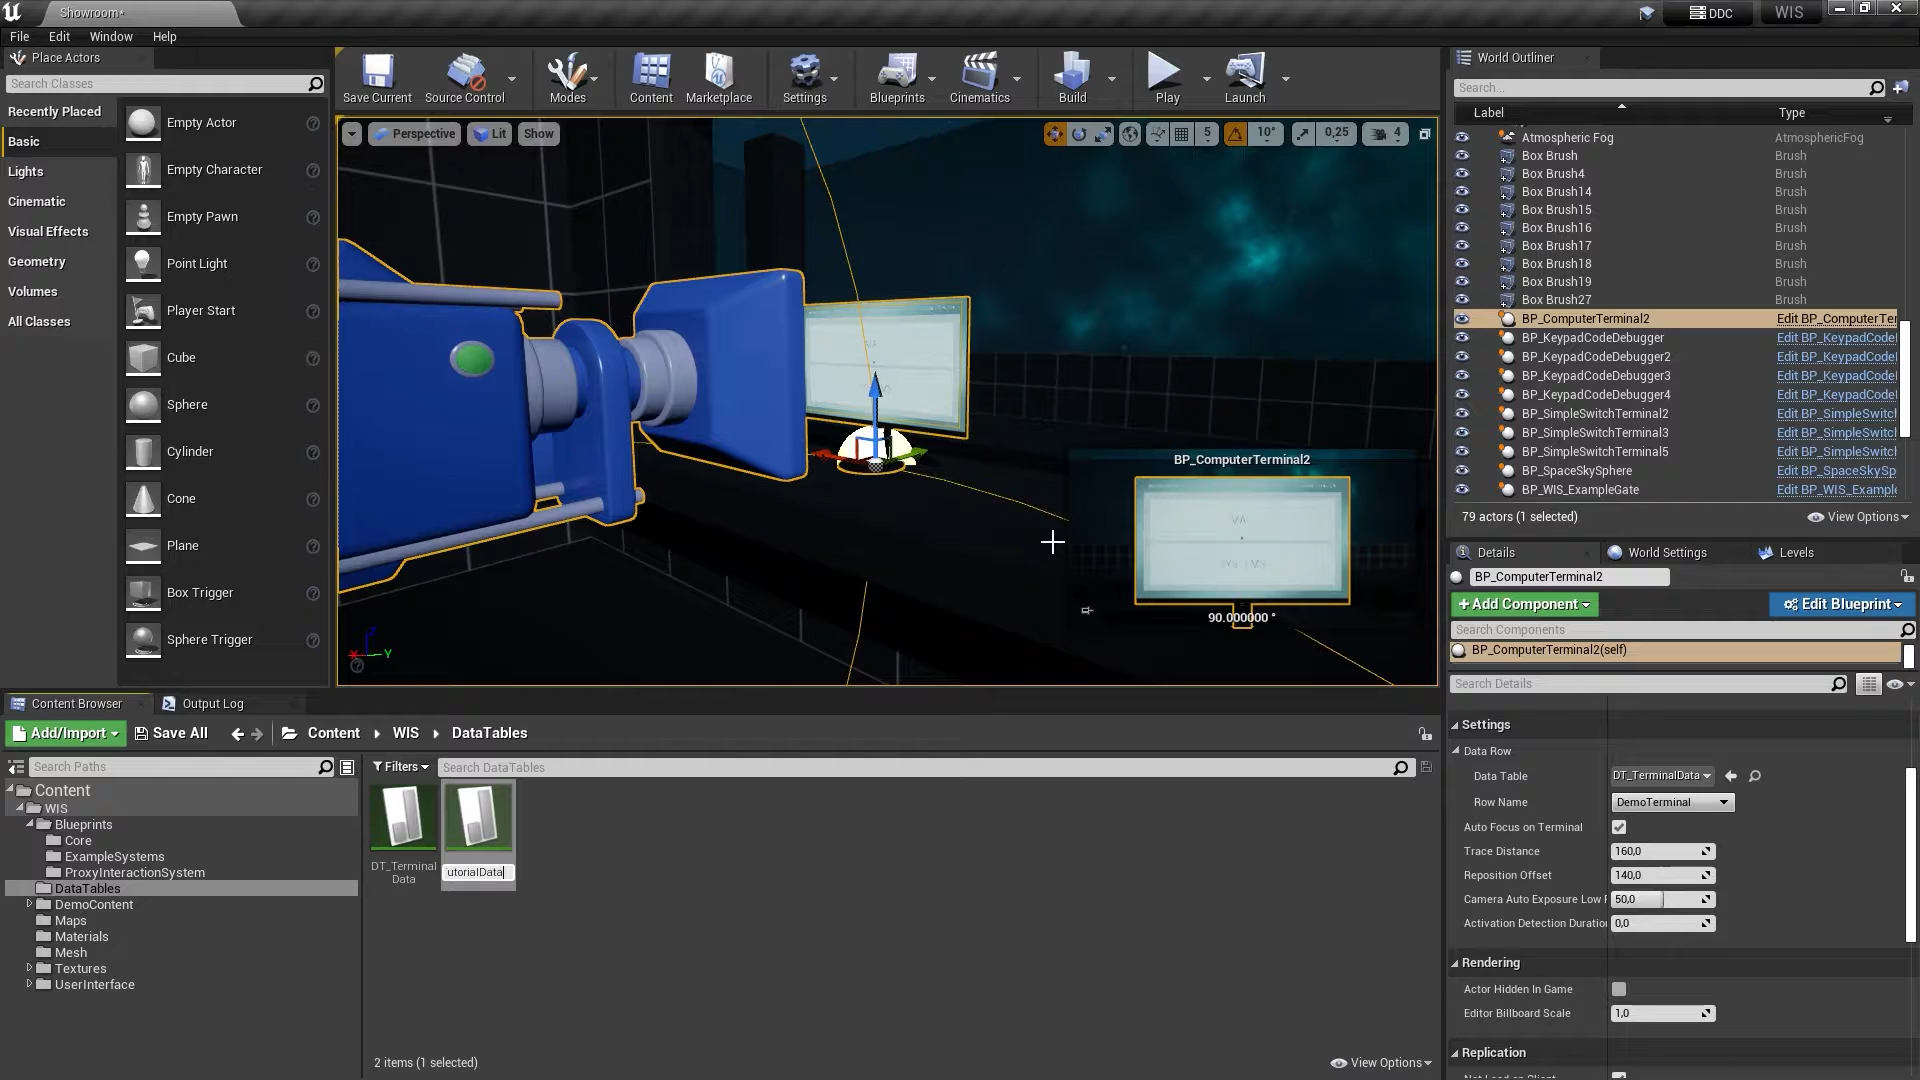 Showroom*
DDC
WIS
File Edit Window Help
Place Actors
Search Classes
Recently Placed
Basic
Lights
Cinematic
Visual Effects
Geometry
Volumes
All Classes
Empty Actor
Empty Character
Empty Pawn
Point Light
Player Start
Cube
Sphere
Cylinder
Cone
Plane
Box Trigger
Sphere Trigger
Save Current Source Control Modes Content Marketplace Settings Blueprints Cinematics Build Play Launch
Perspective Lit Show
5 10° 0,25 4
BP_ComputerTerminal2
90.000000 °
X Y Z
World Outliner
Search...
Label Type
Atmospheric Fog AtmosphericFog
Box Brush Brush
Box Brush4 Brush
Box Brush14 Brush
Box Brush15 Brush
Box Brush16 Brush
Box Brush17 Brush
Box Brush18 Brush
Box Brush19 Brush
Box Brush27 Brush
BP_ComputerTerminal2 Edit BP_ComputerTer
BP_KeypadCodeDebugger Edit BP_KeypadCode
BP_KeypadCodeDebugger2 Edit BP_KeypadCode
BP_KeypadCodeDebugger3 Edit BP_KeypadCode
BP_KeypadCodeDebugger4 Edit BP_KeypadCode
BP_SimpleSwitchTerminal2 Edit BP_SimpleSwitch
BP_SimpleSwitchTerminal3 Edit BP_SimpleSwitch
BP_SimpleSwitchTerminal5 Edit BP_SimpleSwitch
BP_SpaceSkySphere Edit BP_SpaceSkySp
BP_WIS_ExampleGate Edit BP_WIS_Example
79 actors (1 selected) View Options
Details World Settings Levels
BP_ComputerTerminal2
+Add Component Edit Blueprint
Search Components
BP_ComputerTerminal2(self)
Search Details
Settings
Data Row
Data Table DT_TerminalData
Row Name DemoTerminal
Auto Focus on Terminal
Trace Distance 160,0
Reposition Offset 140,0
Camera Auto Exposure Low 50,0
Activation Detection Duration 0,0
Rendering
Actor Hidden In Game
Editor Billboard Scale 1,0
Replication
Content Browser Output Log
Add/Import Save All Content WIS DataTables
Search Paths
Filters Search DataTables
Content
WIS
Blueprints
Core
ExampleSystems
ProxyInteractionSystem
DataTables
DemoContent
Maps
Materials
Mesh
Textures
UserInterface
DT_Terminal
Data
utorialData
2 items (1 selected) View Options